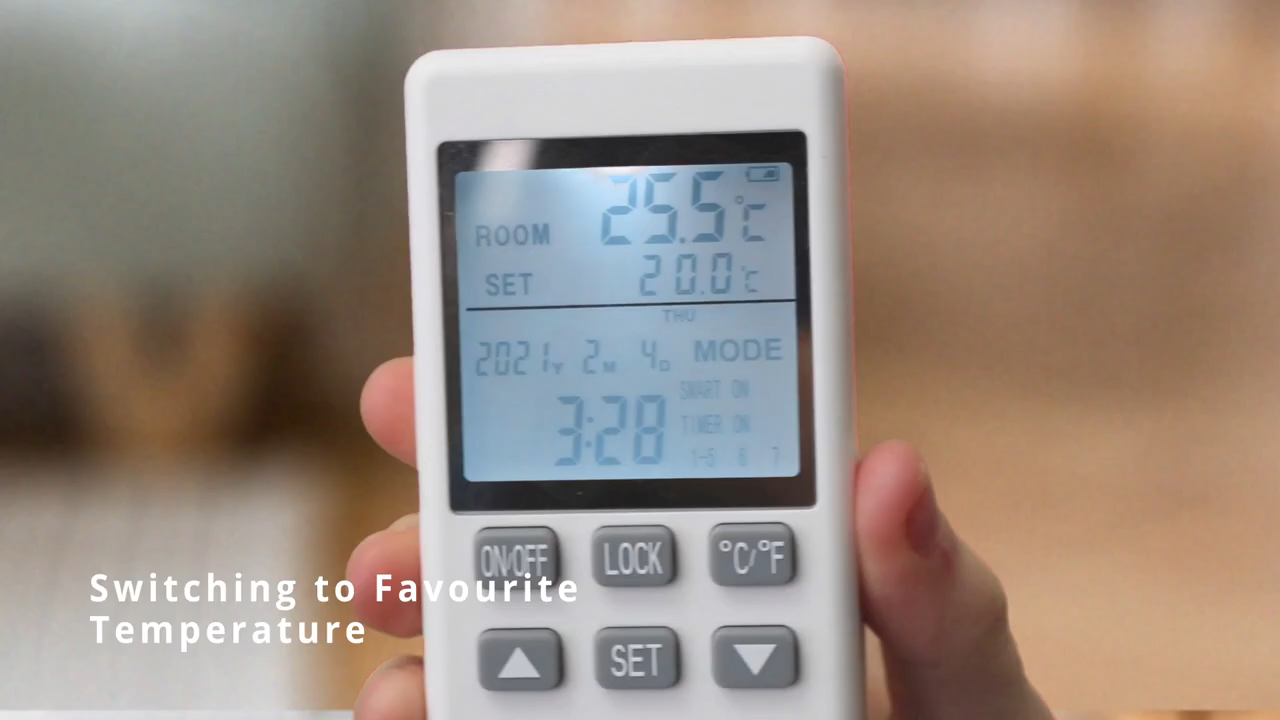 25.5°C
ROOM
SET 20.0°C
THU
2021Y 2M 4D MODE
SMART ON
3:28 TIMER ON
1-5 6 7
ON/OFF LOCK °C/°F
Switching to Favourite
Temperature
SET